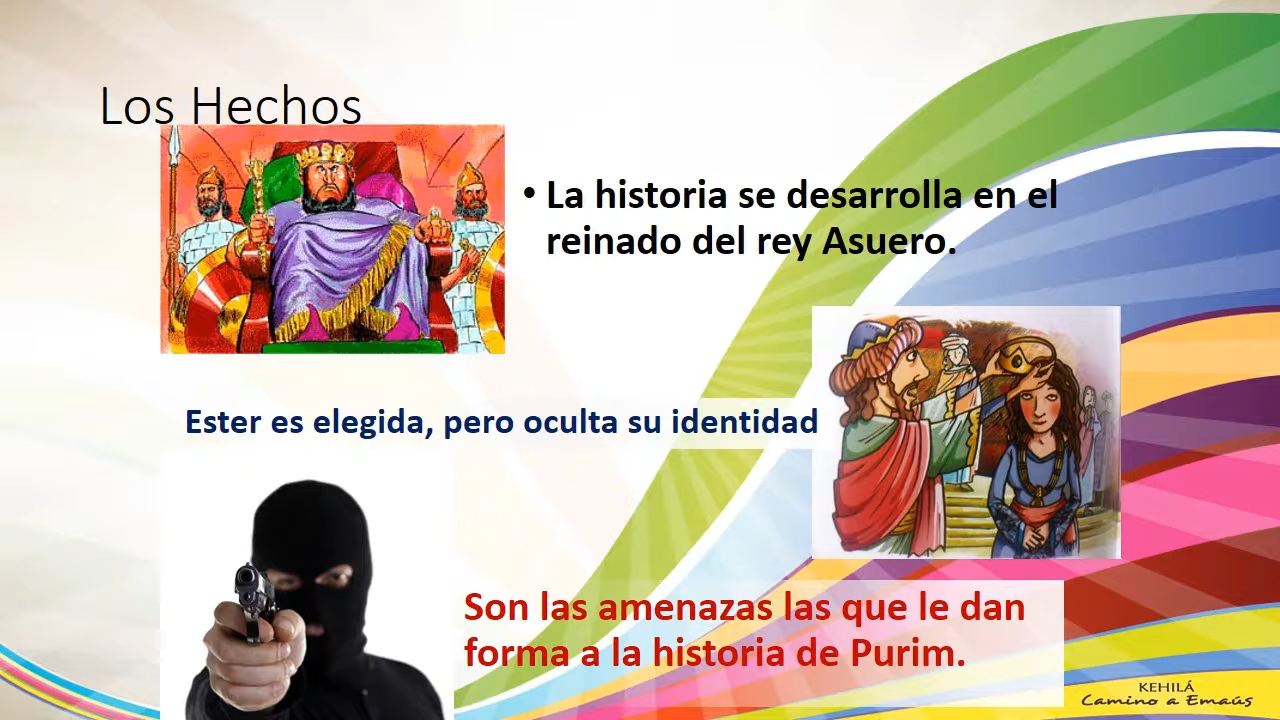 Los Hechos
• La historia se desarrolla en el
reinado del rey Asuero.
Ester es elegida, pero oculta su identidad
Son las amenazas las que le dan
forma a la historia de Purim.
KEHILÁ
Camino a Emaús